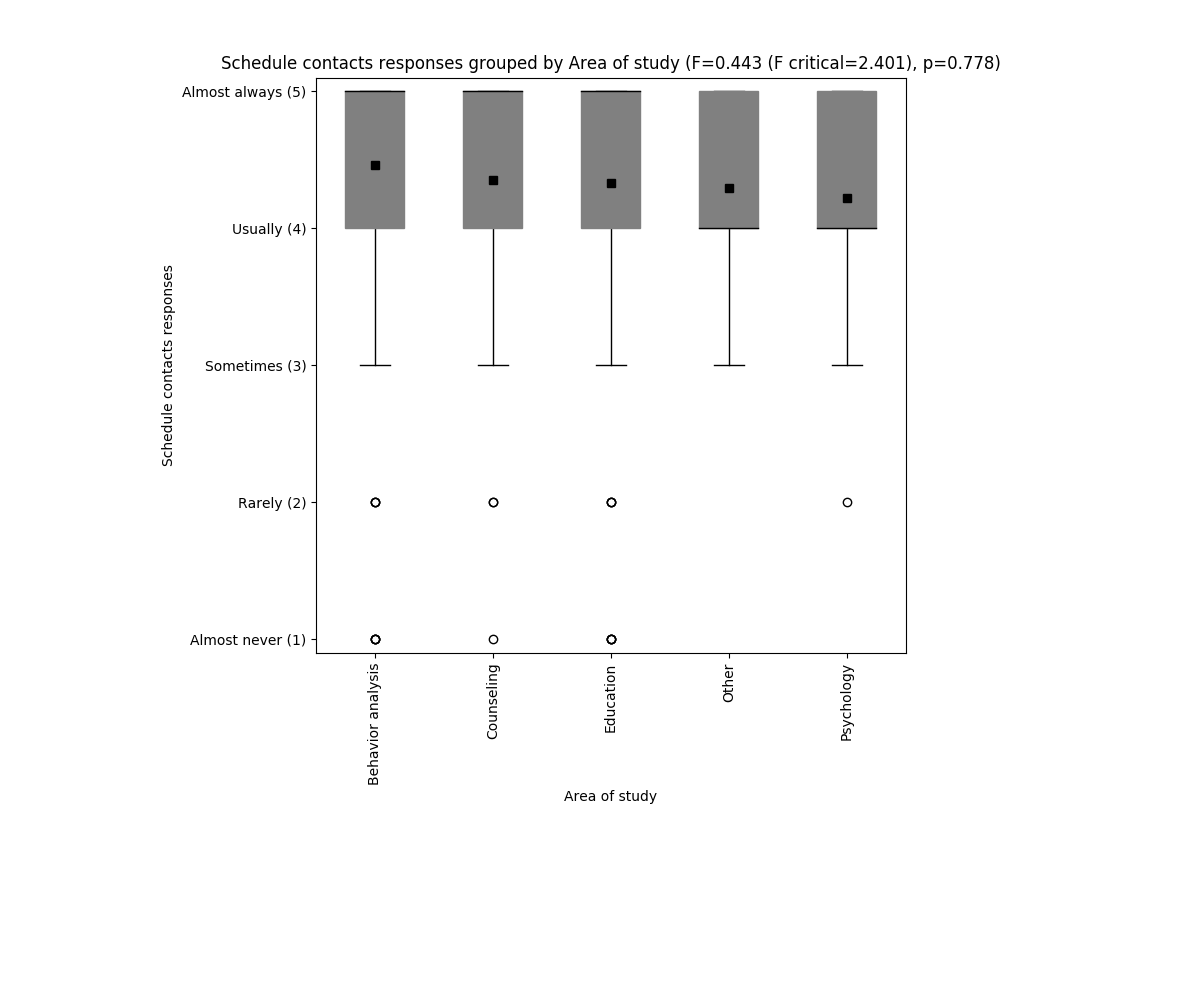 Schedule contacts responses grouped by Area of study (F=0.443 (F critical=2.401), p=0.778)
Almost always (5)
Usually (4)
Sometimes (3)
Rarely (2)
Almost never (1)
Schedule contacts responses
Behavior analysis
Counseling
Education
Other
Psychology
Area of study